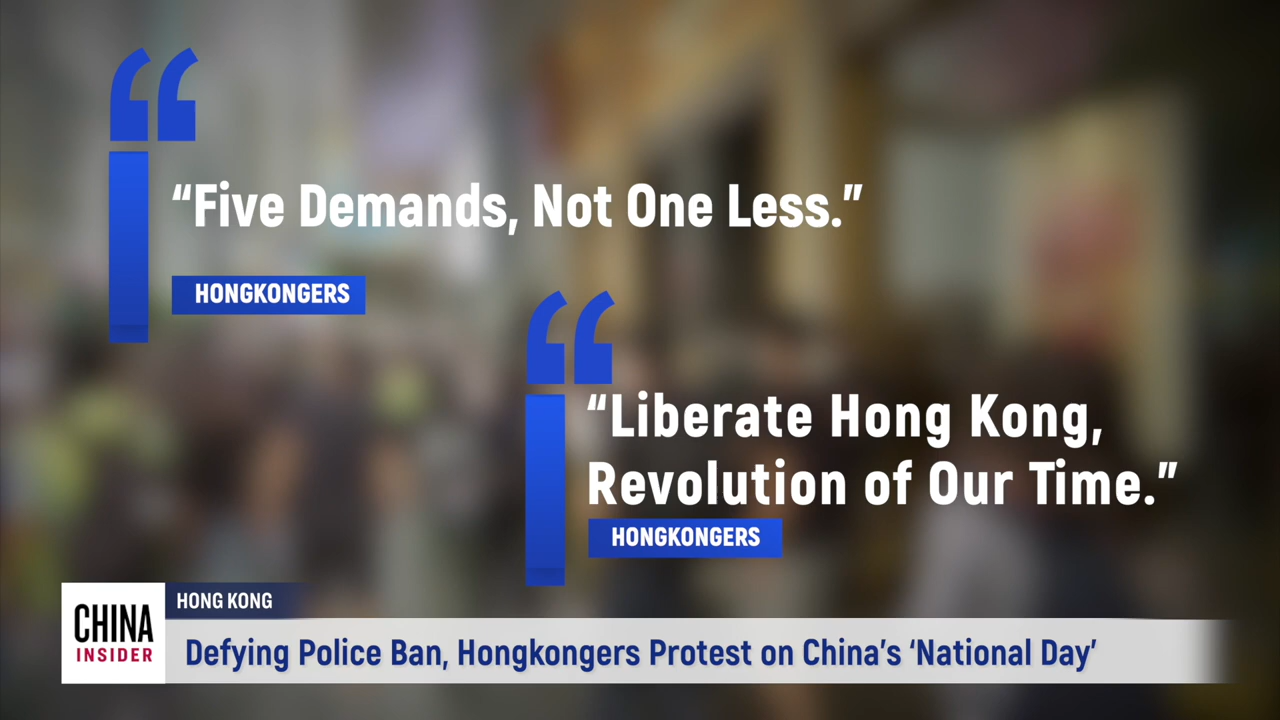 “Five Demands, Not One Less.”
HONGKONGERS
“Liberate Hong Kong,
Revolution of Our Time.”
HONGKONGERS
CHINA
INSIDER
HONG KONG
Defying Police Ban, Hongkongers Protest on China’s ‘National Day’